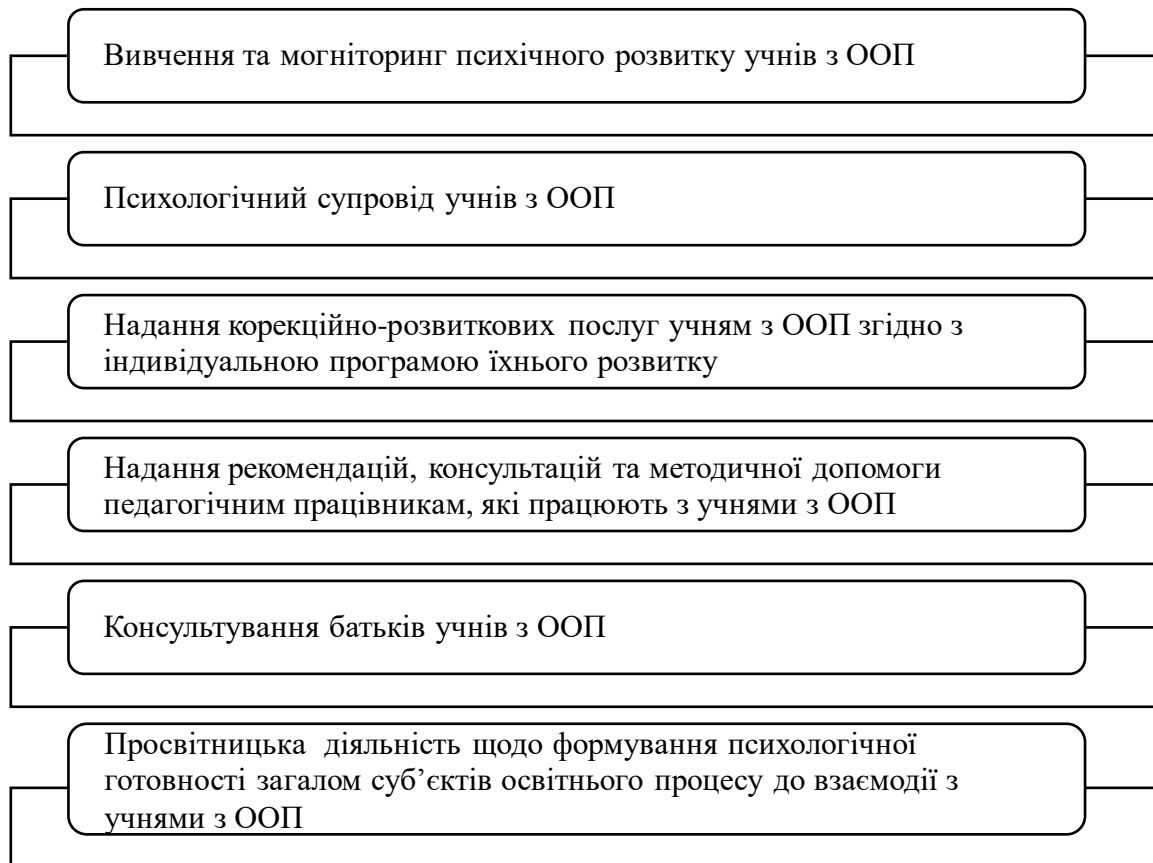 Вивчення та могніторинг психічного розвитку учнів з ООП
Психологічний супровід учнів з ООП
Надання корекційно-розвиткових послуг учням з ООП згідно з
індивідуальною програмою їхнього розвитку
Надання рекомендацій, консультацій та методичної допомоги
педагогічним працівникам, які працюють з учнями з ООП
Консультування батьків учнів з ООП
Просвітницька діяльність щодо формування психологічної
готовності загалом суб’єктів освітнього процесу до взаємодії з
учнями з ООП